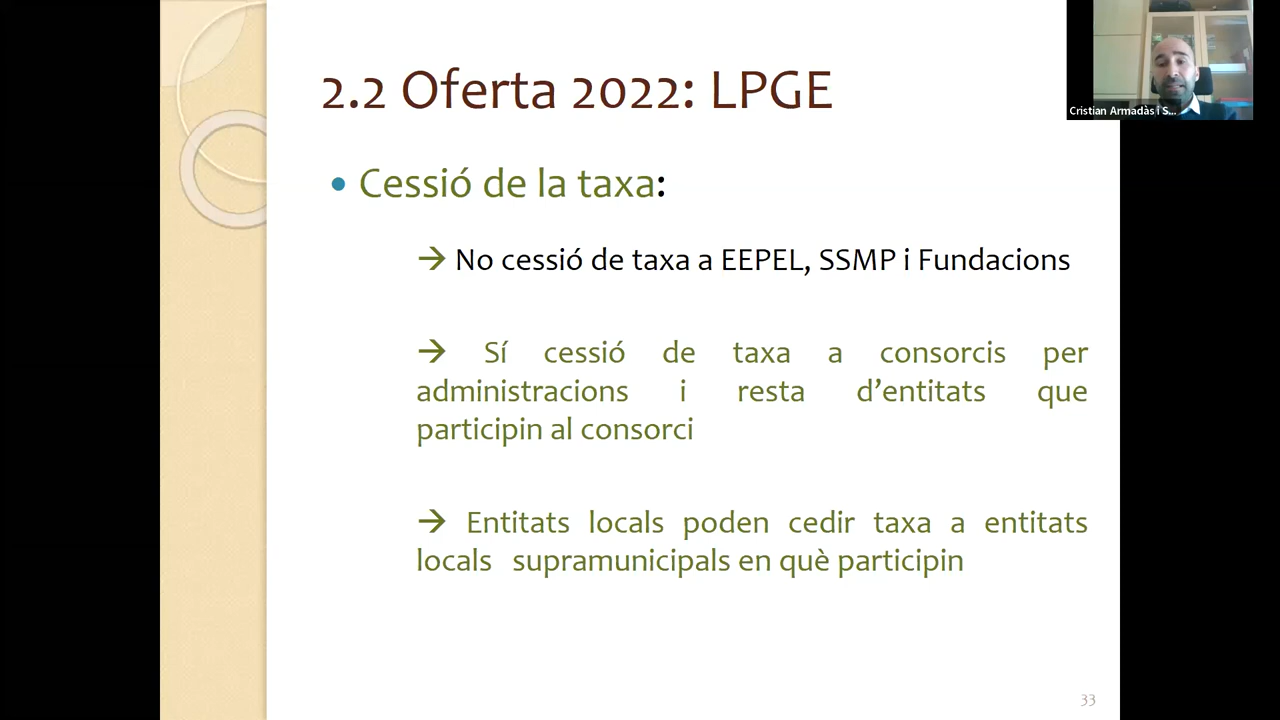 2.2 Oferta 2022: LPGE
Cristian Armadàs i S...
• Cessió de la taxa:
→ No cessió de taxa a EEPEL, SSMP i Fundacions
→ Sí cessió de taxa a consorcis per
administracions i resta d’entitats que
participin al consorci
→ Entitats locals poden cedir taxa a entitats
locals supramunicipals en què participin
33